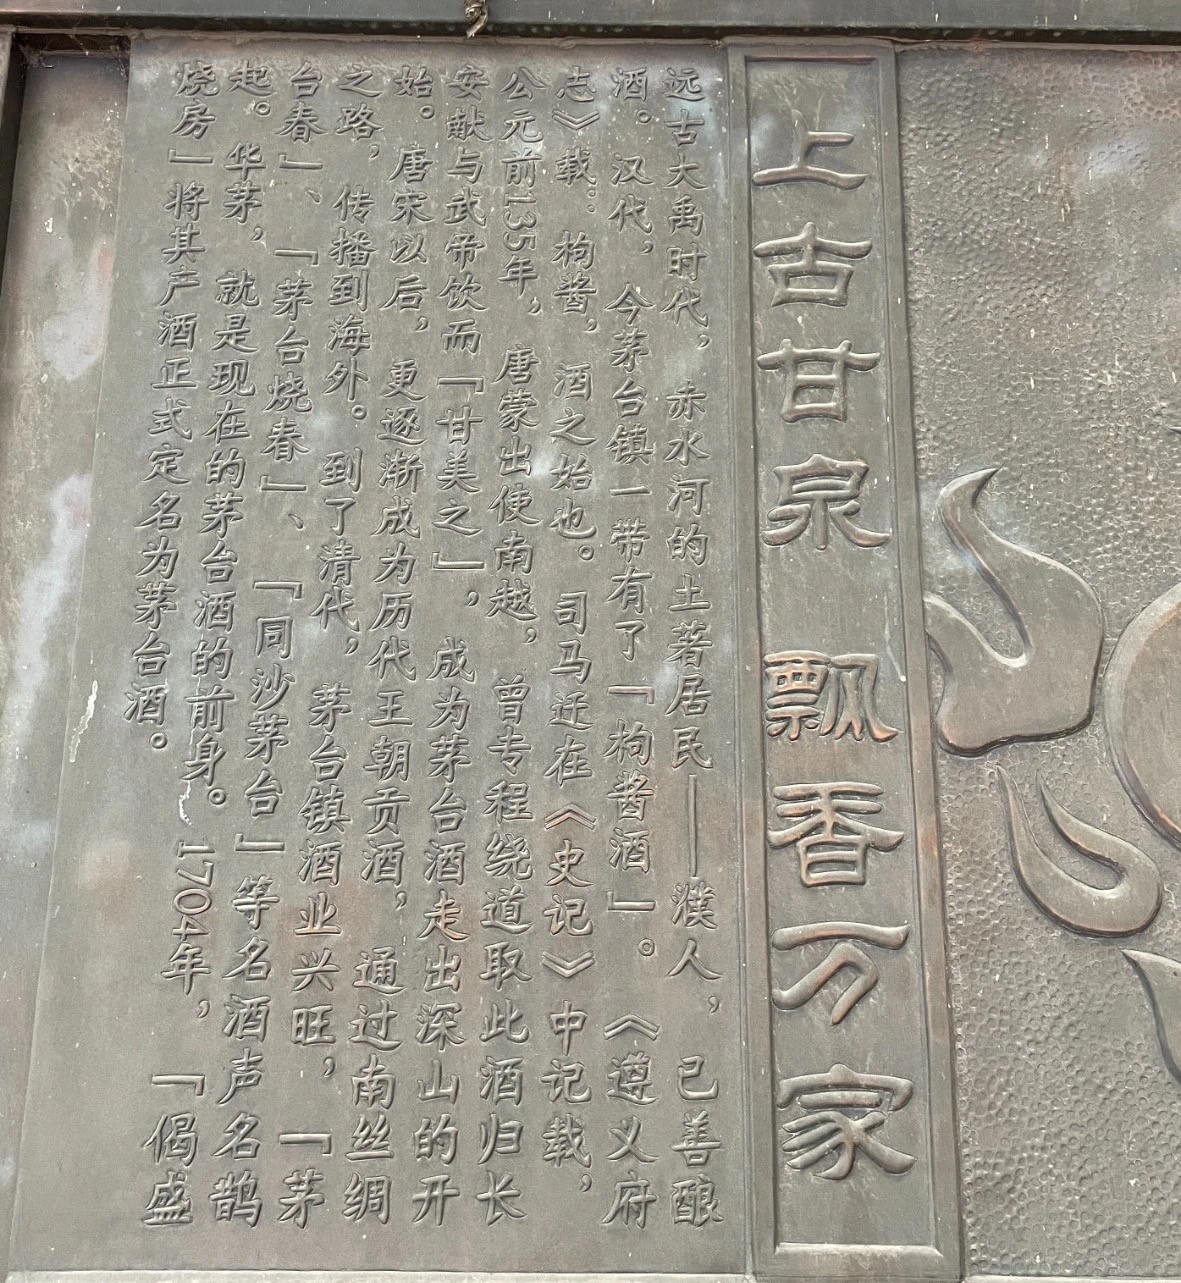 上古甘泉 飘香万家
远古大禹时代，赤水河的土著居民——濮人，已善酿
酒。汉代，今茅台镇一带有了「枸酱酒」。《遵义府
志》载：枸酱，酒之始也。司马迁在《史记》中记载，
公元前135年，唐蒙出使南越，曾专程绕道取此酒归长
安献与武帝饮而「甘美之」，成为茅台酒走出深山的开
始。唐宋以后，更逐渐成为历代王朝贡酒，通过南丝绸
之路，传播到海外。到了清代，茅台镇酒业兴旺，「茅
台春」、「茅台烧春」、「同沙茅台」等名酒声名鹊
起。华茅，就是现在的茅台酒的前身。1704年，「偈盛
烧房」将其产酒正式定名为茅台酒。